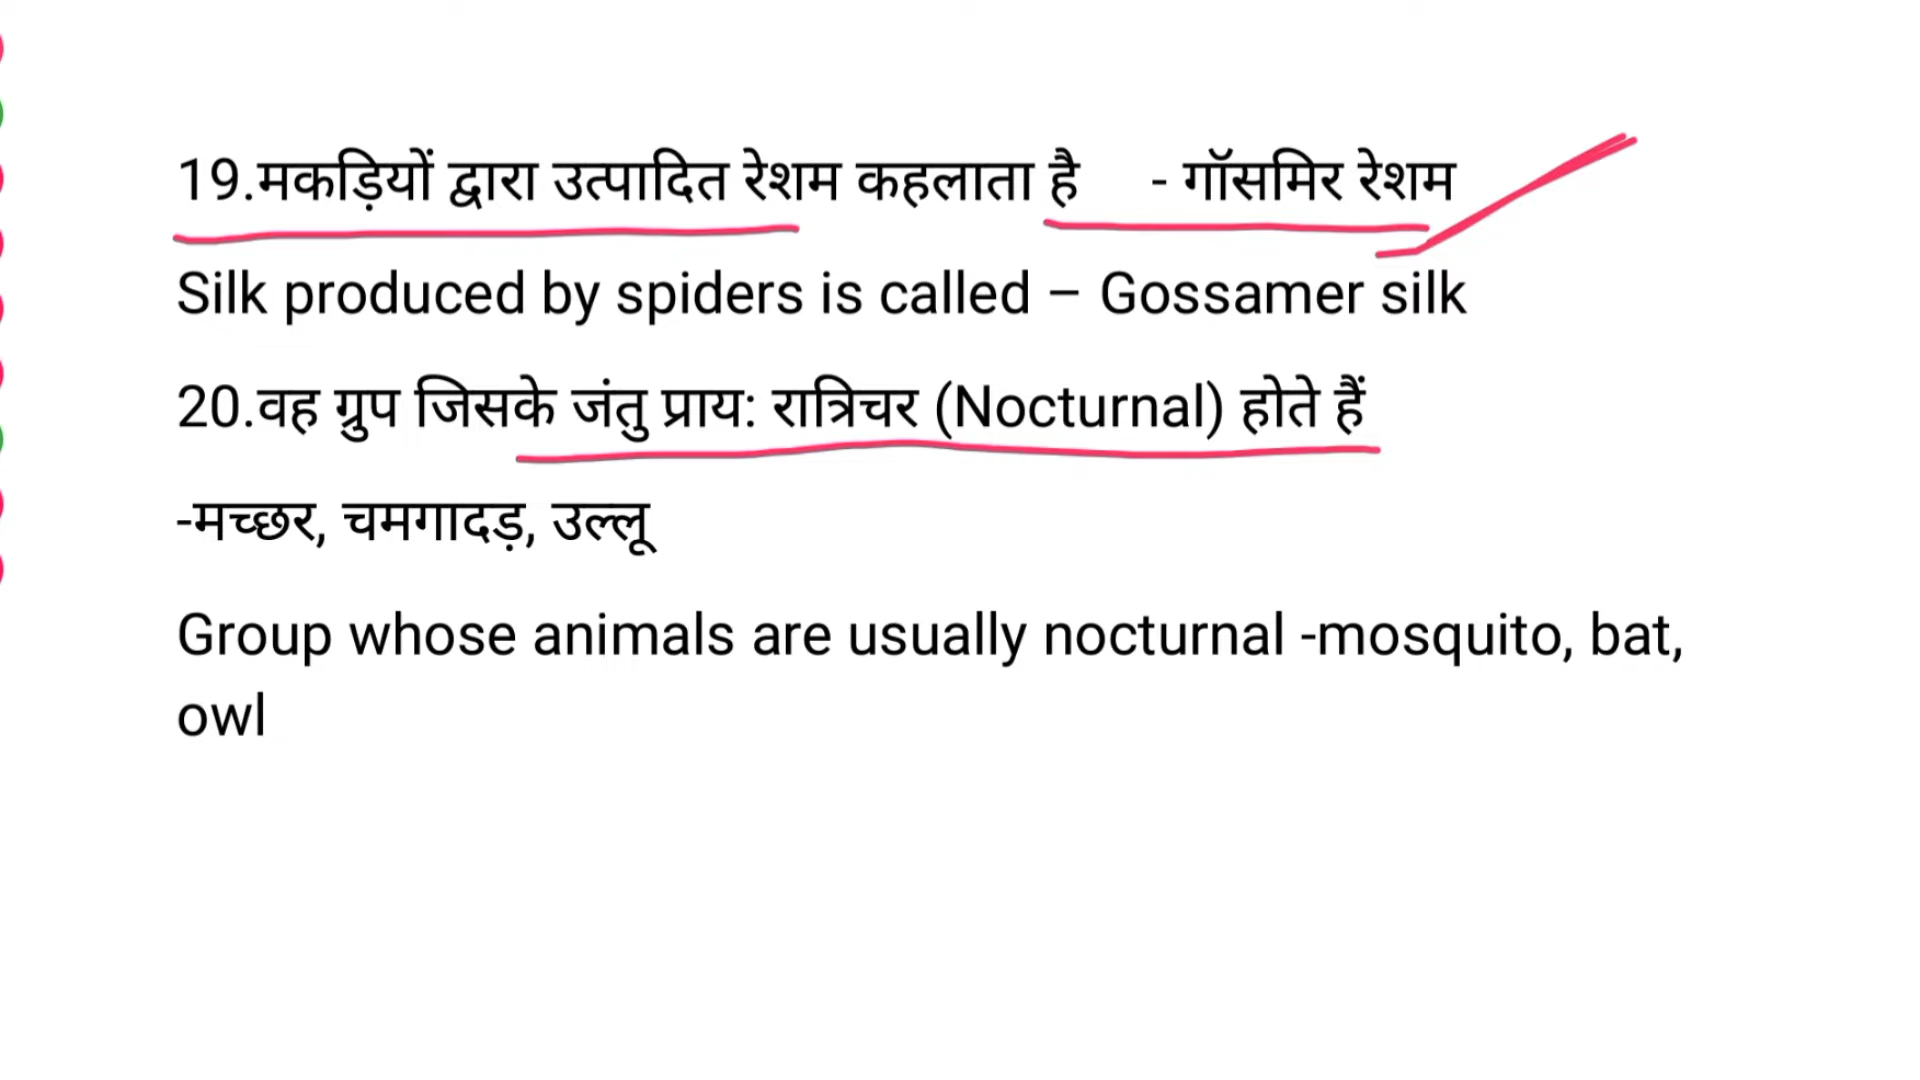 19.मकड़ियों द्वारा उत्पादित रेशम कहलाता है - गॉसमिर रेशम
Silk produced by spiders is called – Gossamer silk
20.वह ग्रुप जिसके जंतु प्राय: रात्रिचर (Nocturnal) होते हैं
-मच्छर, चमगादड़, उल्लू
Group whose animals are usually nocturnal -mosquito, bat,
owl